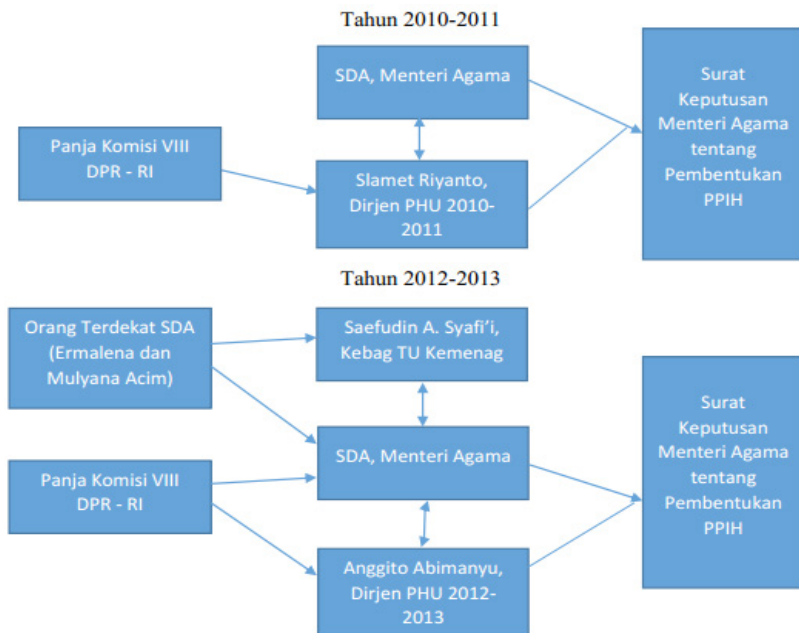 Tahun 2010-2011
SDA, Menteri Agama
Surat
Keputusan
Menteri Agama
tentang
Pembentukan
PPIH
Panja Komisi VIII
DPR - RI
Slamet Riyanto,
Dirjen PHU 2010-
2011
Tahun 2012-2013
Orang Terdekat SDA
(Ermalena dan
Mulyana Acim)
Saefudin A. Syafi’i,
Kebag TU Kemenag
Surat
Keputusan
Menteri Agama
tentang
Pembentukan
PPIH
SDA, Menteri Agama
Panja Komisi VIII
DPR - RI
Anggito Abimanyu,
Dirjen PHU 2012-
2013